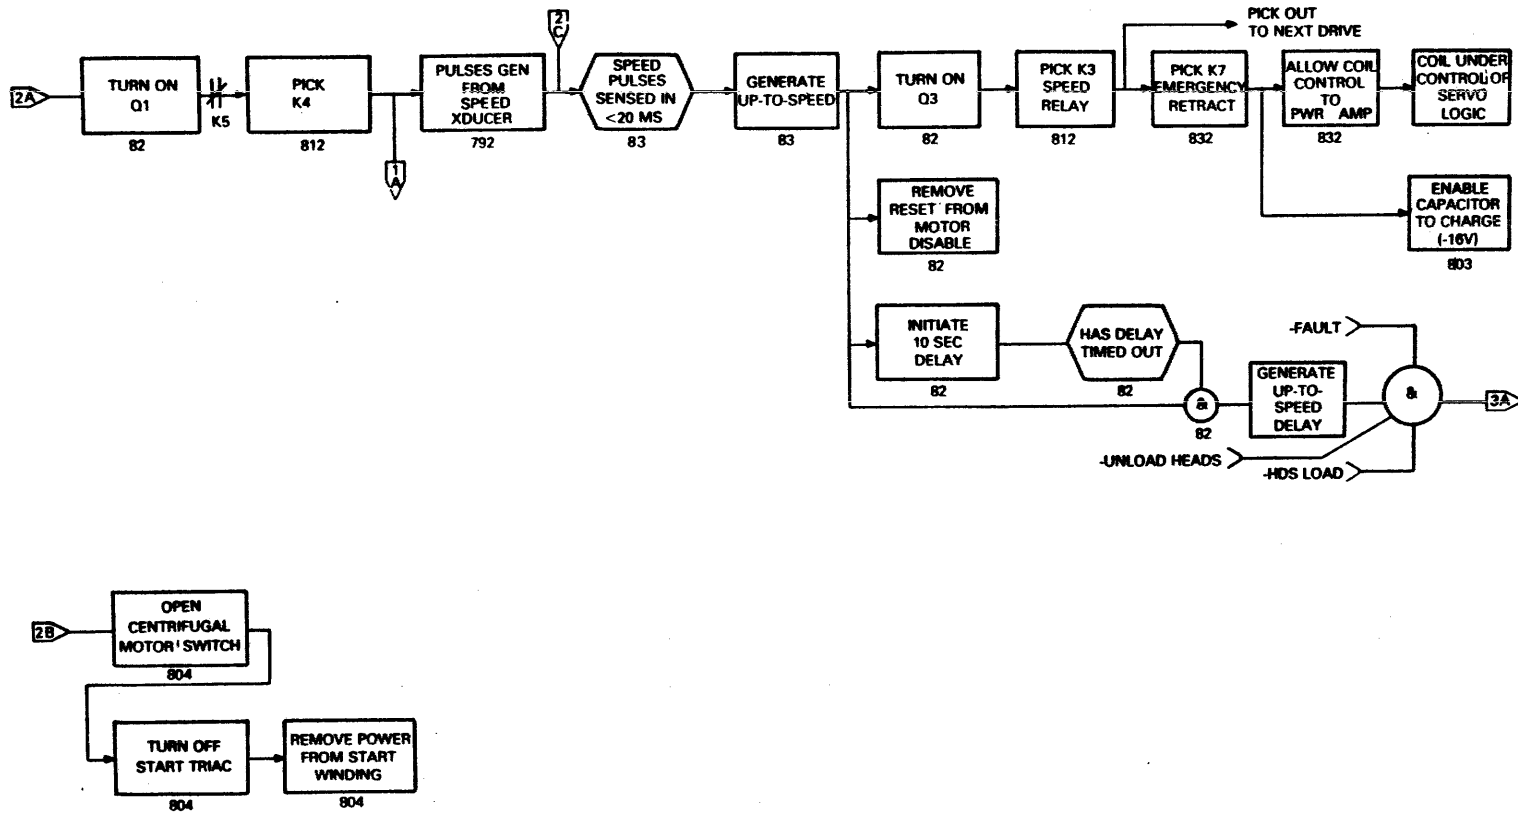 2A
TURN ON
Q1
82
K5
PICK
K4
812
1
A
PULSES GEN
FROM
SPEED
XDUCER
792
2
C
SPEED
PULSES
SENSED IN
<20 MS
83
GENERATE
UP-TO-SPEED
83
TURN ON
Q3
82
PICK K3
SPEED
RELAY
812
PICK OUT
TO NEXT DRIVE
PICK K7
EMERGENCY
RETRACT
832
ALLOW COIL
CONTROL
TO
PWR AMP
832
COIL UNDER
CONTROL OF
SERVO
LOGIC
REMOVE
RESET FROM
MOTOR
DISABLE
82
ENABLE
CAPACITOR
TO CHARGE
(-16V)
803
INITIATE
10 SEC
DELAY
82
HAS DELAY
TIMED OUT
82
&
82
GENERATE
UP-TO-
SPEED
DELAY
-FAULT
&
3A
-UNLOAD HEADS
-HDS LOAD
2B
OPEN
CENTRIFUGAL
MOTOR SWITCH
804
TURN OFF
START TRIAC
804
REMOVE POWER
FROM START
WINDING
804